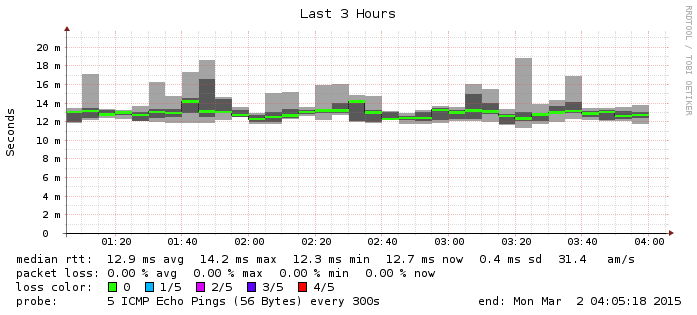 Last 3 Hours
RRDTOOL / TOBI OETIKER
Seconds
20 m
18 m
16 m
14 m
12 m
10 m
8 m
6 m
4 m
2 m
0
01:20 01:40 02:00 02:20 02:40 03:00 03:20 03:40 04:00
median rtt: 12.9 ms avg 14.2 ms max 12.3 ms min 12.7 ms now 0.4 ms sd 31.4 am/s
packet loss: 0.00 % avg 0.00 % max 0.00 % min 0.00 % now
loss color: 0 1/5 2/5 3/5 4/5
probe: 5 ICMP Echo Pings (56 Bytes) every 300s end: Mon Mar 2 04:05:18 2015